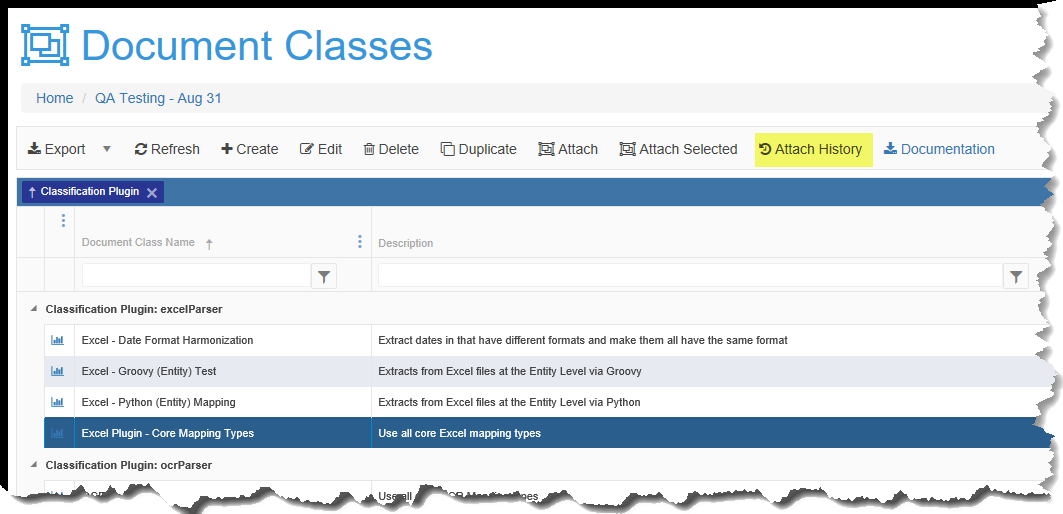 Document Classes
Home / QA Testing - Aug 31
Export Refresh Create Edit Delete Duplicate Attach Attach Selected Attach History Documentation
Classification Plugin
Document Class Name Description
Classification Plugin: excelParser
Excel - Date Format Harmonization Extract dates in that have different formats and make them all have the same format
Excel - Groovy (Entity) Test Extracts from Excel files at the Entity Level via Groovy
Excel - Python (Entity) Mapping Extracts from Excel files at the Entity Level via Python
Excel Plugin - Core Mapping Types Use all core Excel mapping types
Classification Plugin: ocrParser
Use all